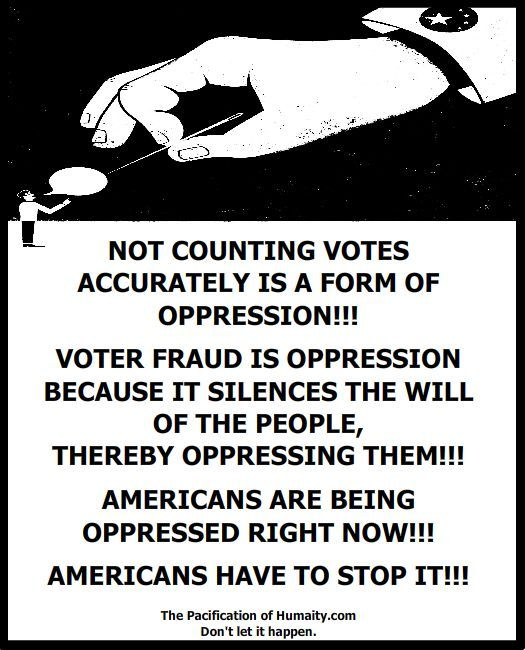 NOT COUNTING VOTES
ACCURATELY IS A FORM OF
OPPRESSION!!!
VOTER FRAUD IS OPPRESSION
BECAUSE IT SILENCES THE WILL
OF THE PEOPLE,
THEREBY OPPRESSING THEM!!!
AMERICANS ARE BEING
OPPRESSED RIGHT NOW!!!
AMERICANS HAVE TO STOP IT!!!
The Pacification of Humaity.com
Don't let it happen.